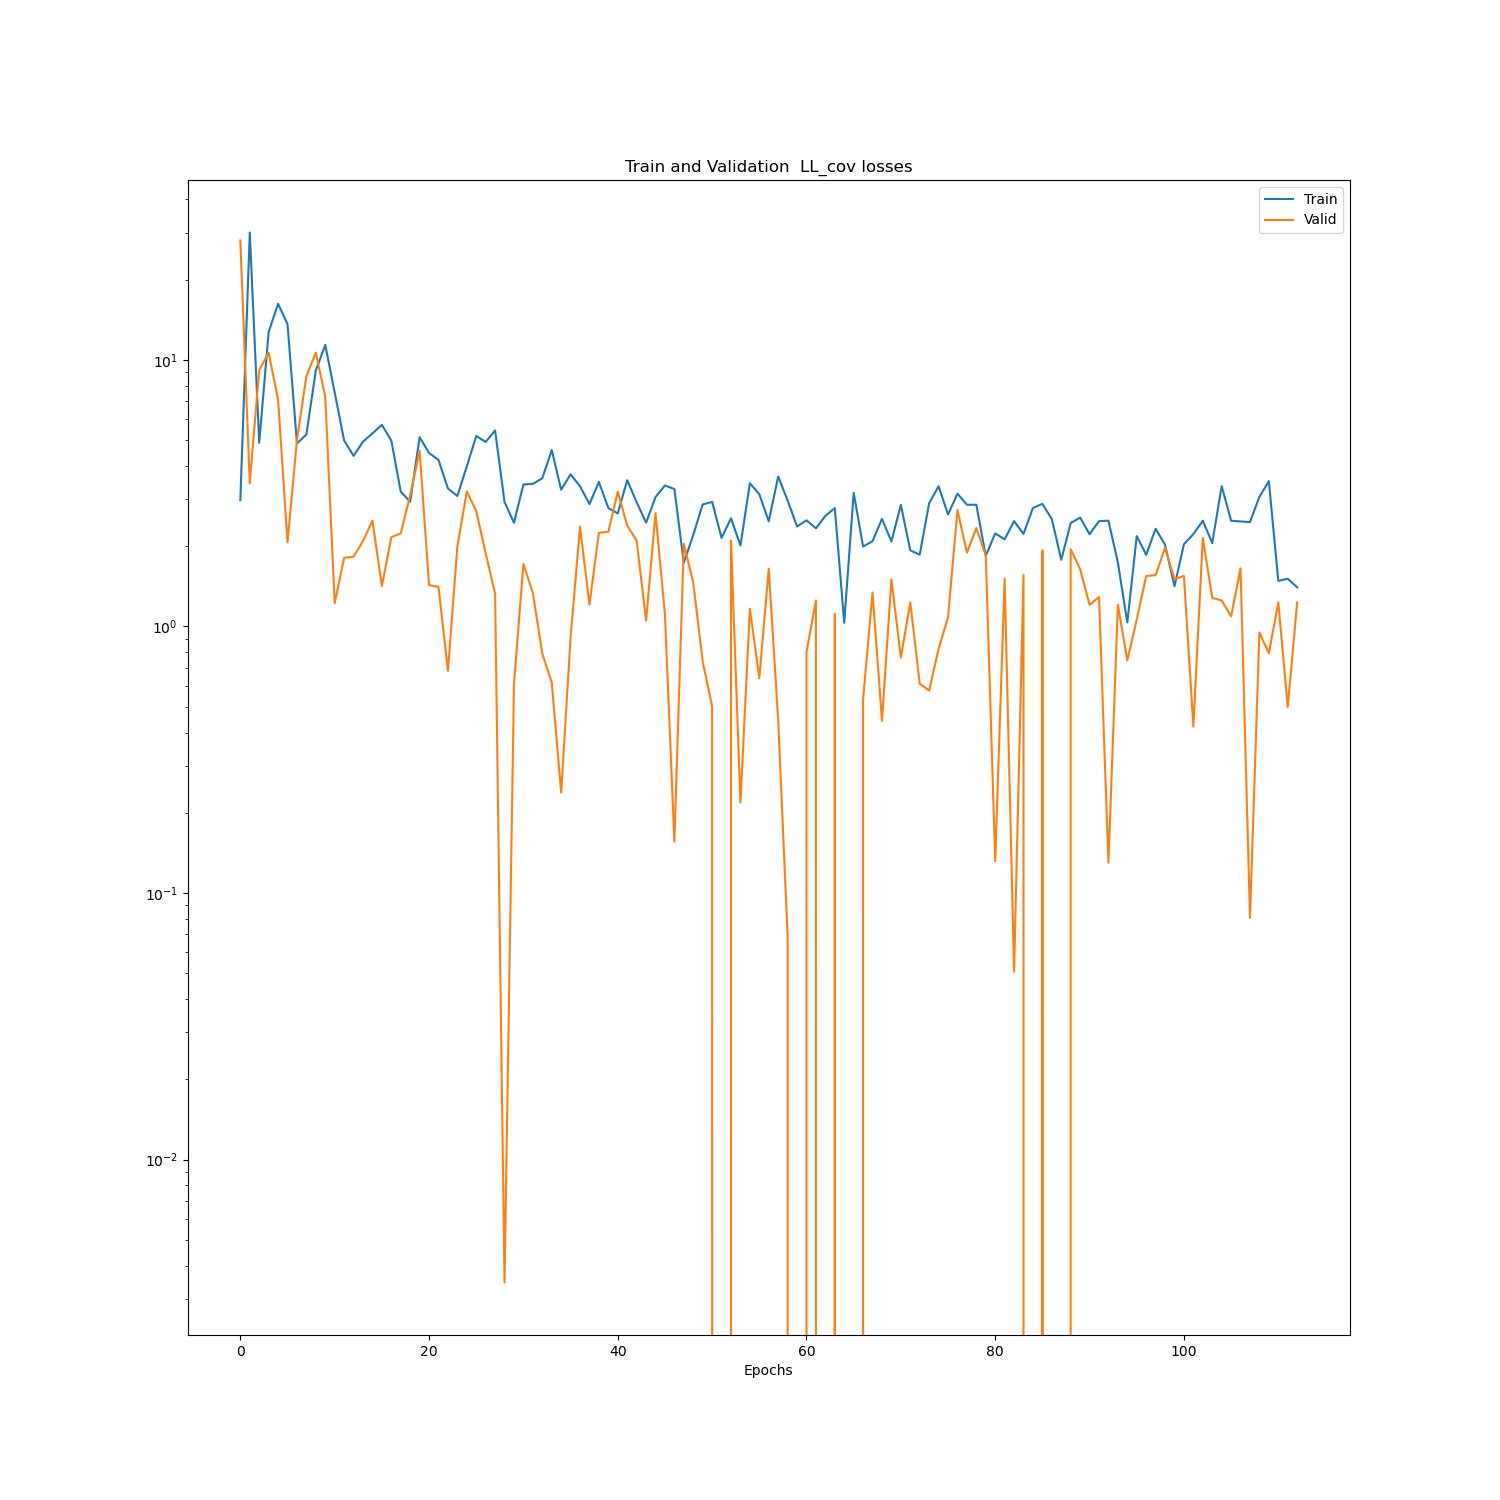 Train and Validation  LL_cov losses
Train
Valid
10¹
10⁰
10⁻¹
10⁻²
0 20 40 60 80 100
Epochs